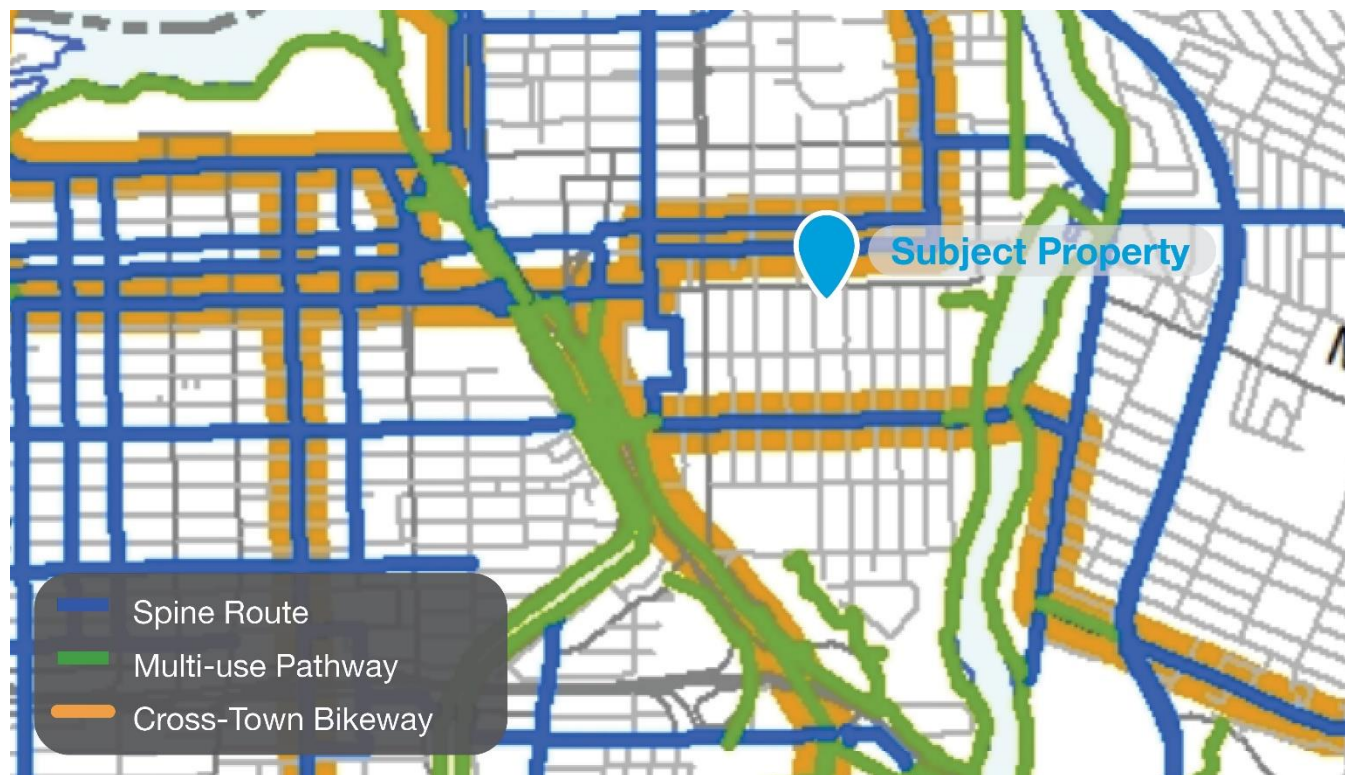 Subject Property
Spine Route
Multi-use Pathway
Cross-Town Bikeway